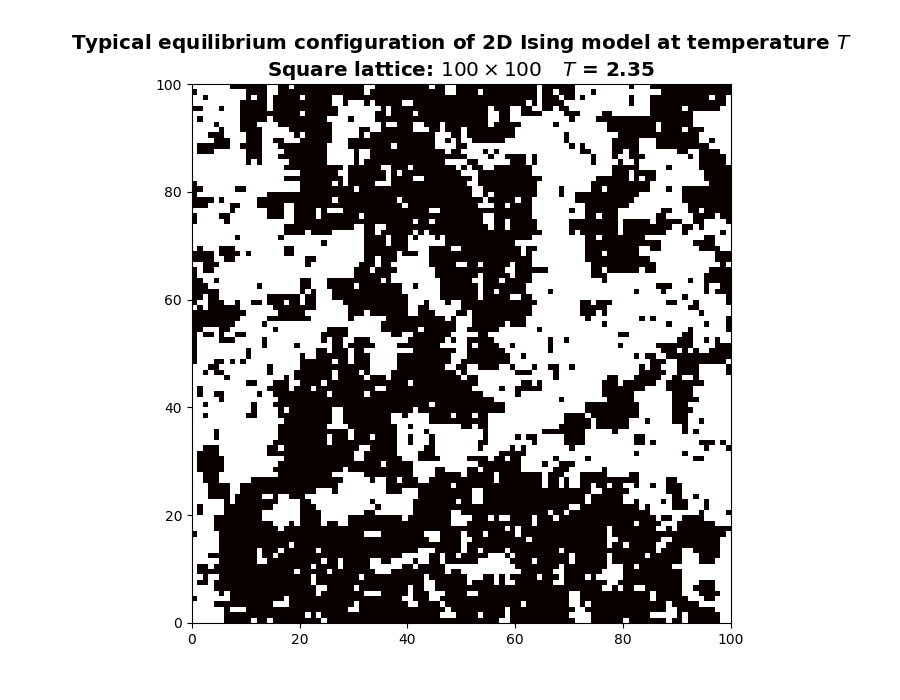 Typical equilibrium configuration of 2D Ising model at temperature T
Square lattice: 100 × 100 T = 2.35
100
80
60
40
20
0
0 20 40 60 80 100